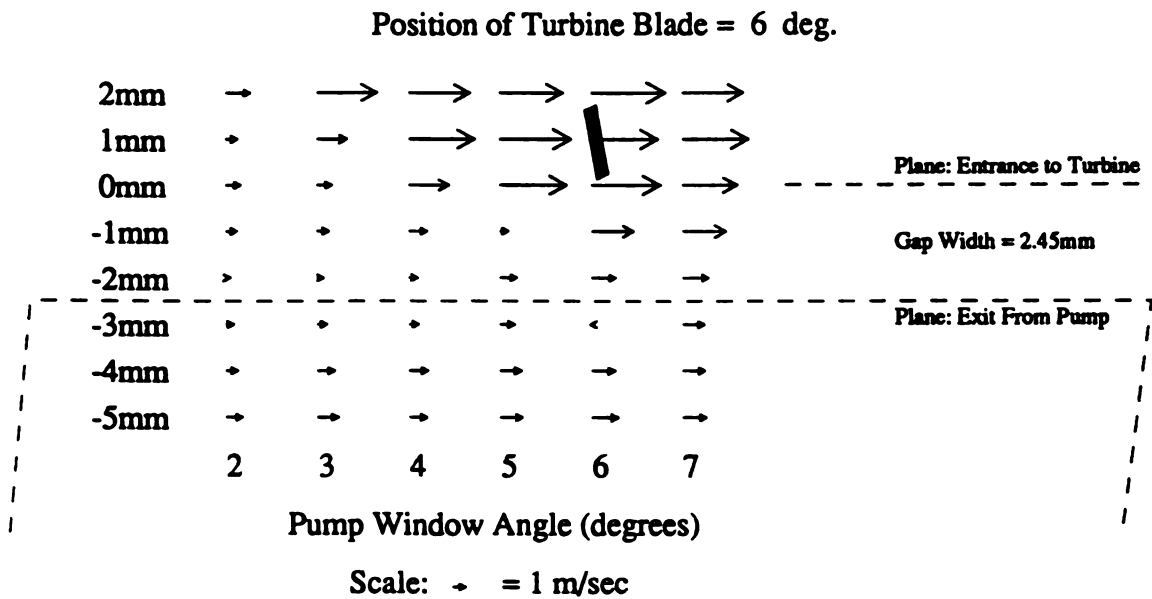 Position of Turbine Blade = 6 deg.
2mm
1mm
Plane: Entrance to Turbine
0mm
-1mm
Gap Width = 2.45mm
-2mm
-3mm
Plane: Exit From Pump
-4mm
-5mm
2 3 4 5 6 7
Pump Window Angle (degrees)
Scale: → = 1 m/sec